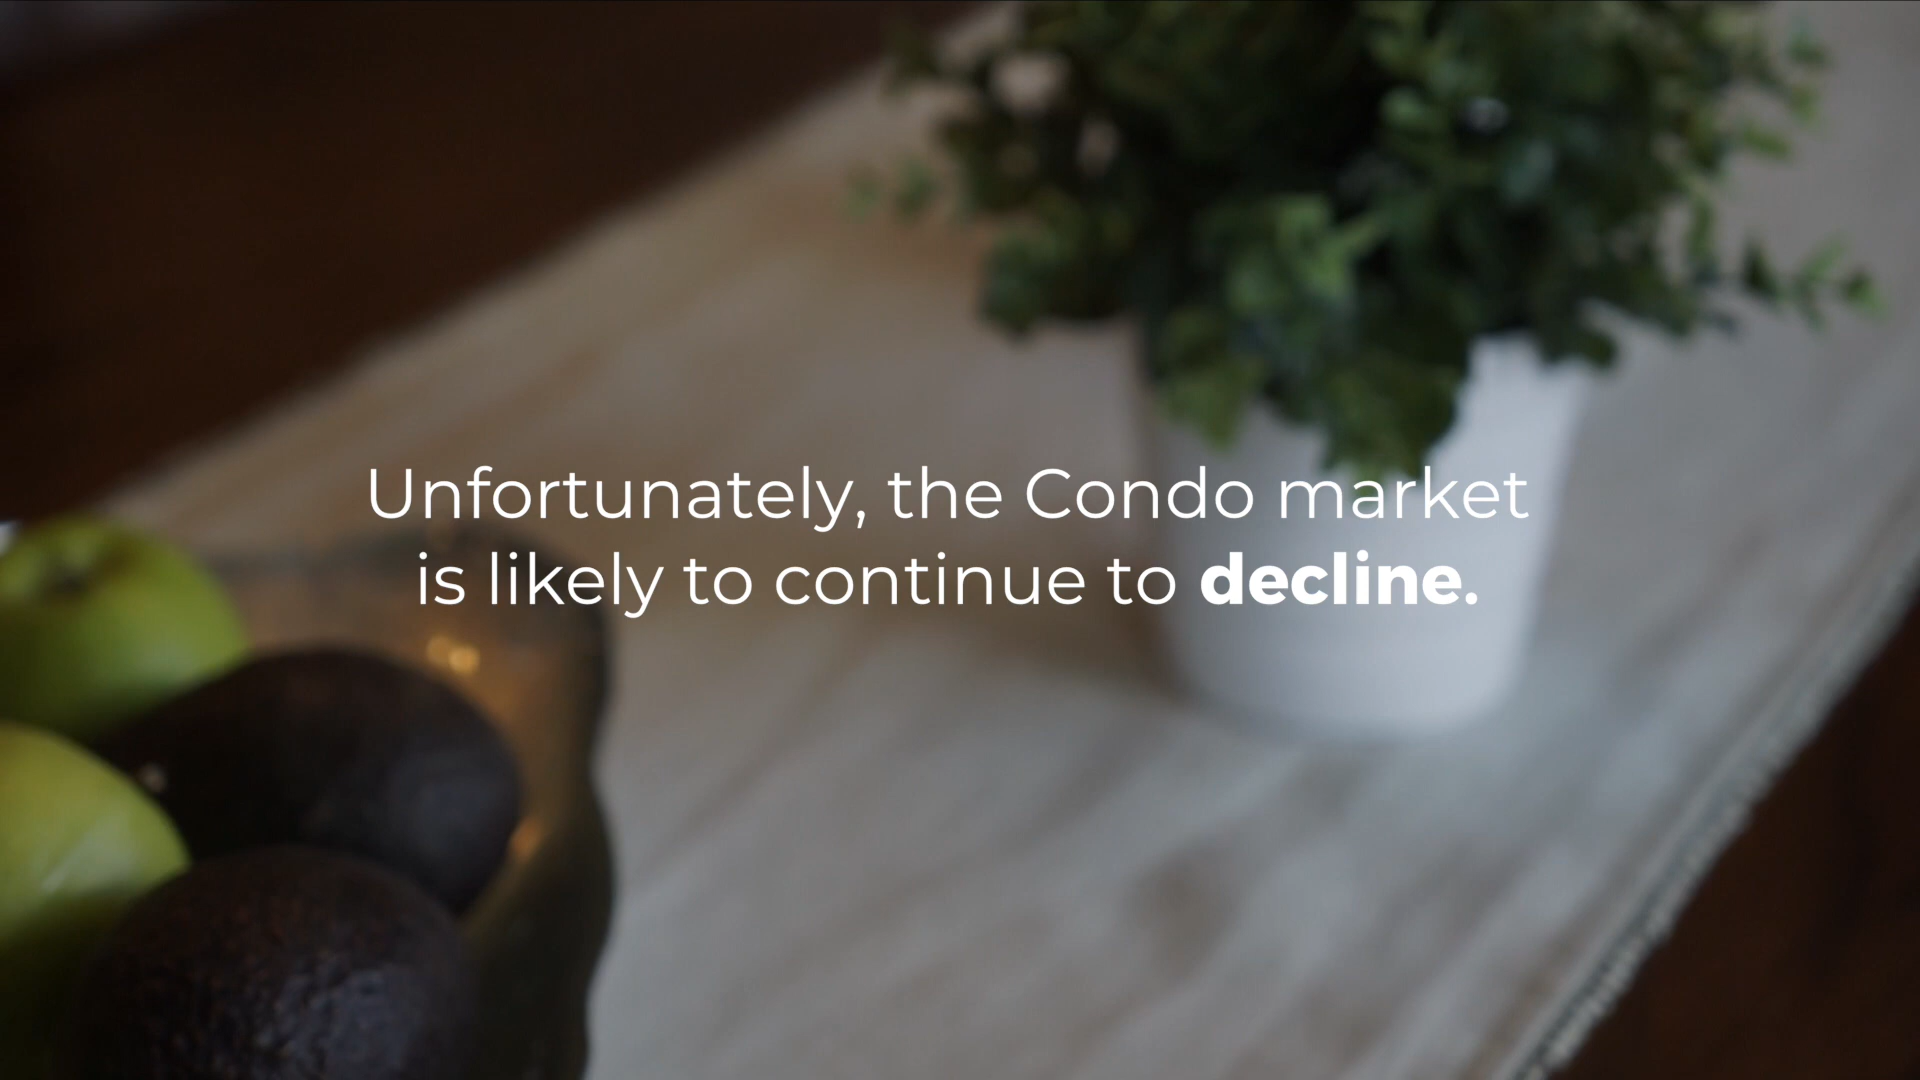 Unfortunately, the Condo market
is likely to continue to decline.